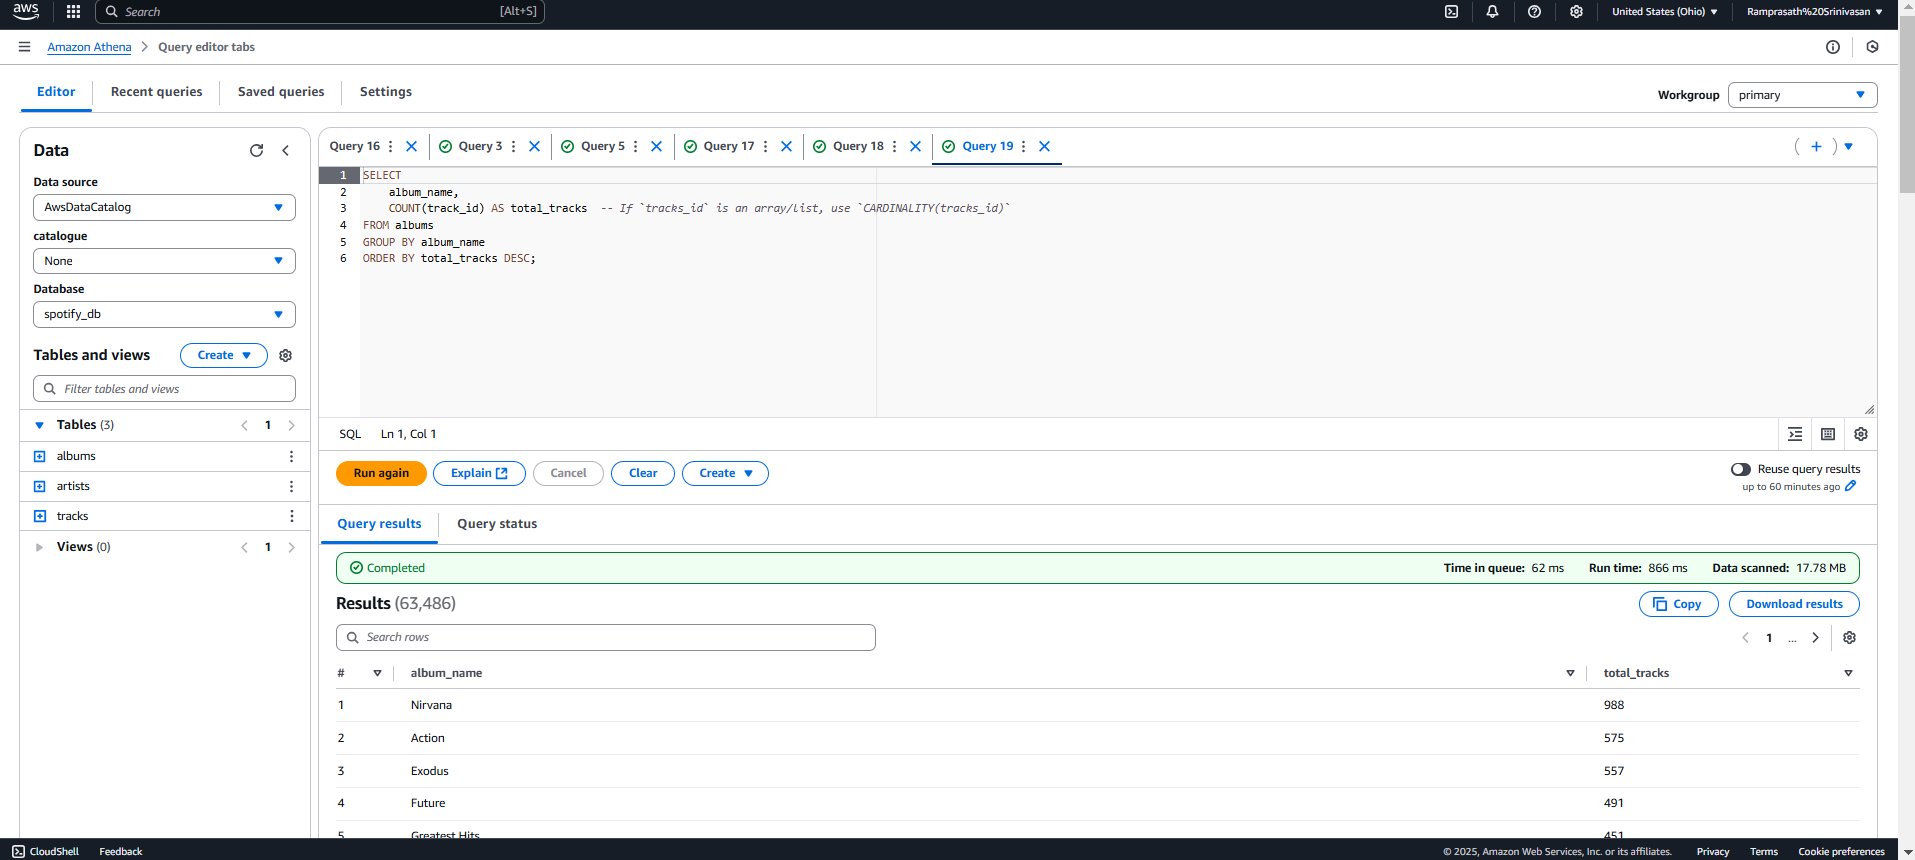 aws Search [Alt+S] United States (Ohio) Ramprasath%20Srinivasan
Amazon Athena > Query editor tabs
Editor Recent queries Saved queries Settings
Workgroup primary
Data
Data source
AwsDataCatalog
catalogue
None
Database
spotify_db
Tables and views Create
Filter tables and views
Tables (3) < 1 >
albums
artists
tracks
Views (0) < 1 >
Query 16 Query 3 Query 5 Query 17 Query 18 Query 19
1 SELECT
2 album_name,
3 COUNT(track_id) AS total_tracks -- If `tracks_id` is an array/list, use `CARDINALITY(tracks_id)`
4 FROM albums
5 GROUP BY album_name
6 ORDER BY total_tracks DESC;
SQL Ln 1, Col 1
Run again Explain Cancel Clear Create
Reuse query results
up to 60 minutes ago
Query results Query status
Completed Time in queue: 62 ms Run time: 866 ms Data scanned: 17.78 MB
Results (63,486) Copy Download results
Search rows < 1 ... >
# album_name total_tracks
1 Nirvana 988
2 Action 575
3 Exodus 557
4 Future 491
5 Greatest Hits 451
CloudShell Feedback © 2025, Amazon Web Services, Inc. or its affiliates. Privacy Terms Cookie preferences